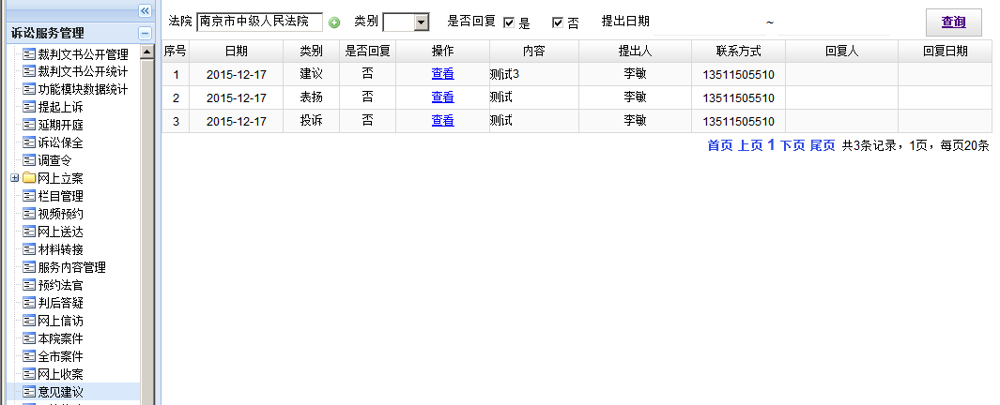 诉讼服务管理
裁判文书公开管理
裁判文书公开统计
功能模块数据统计
提起上诉
延期开庭
诉讼保全
调查令
网上立案
栏目管理
视频预约
网上送达
材料转接
服务内容管理
预约法官
判后答疑
网上信访
本院案件
全市案件
网上收案
意见建议
法院 南京市中级人民法院 类别 是否回复 是 否 提出日期 ~ 查询
序号 日期 类别 是否回复 操作 内容 提出人 联系方式 回复人 回复日期
1 2015-12-17 建议 否 查看 测试3 李敏 13511505510
2 2015-12-17 表扬 否 查看 测试 李敏 13511505510
3 2015-12-17 投诉 否 查看 测试 李敏 13511505510
首页 上页 1 下页 尾页 共3条记录，1页，每页20条